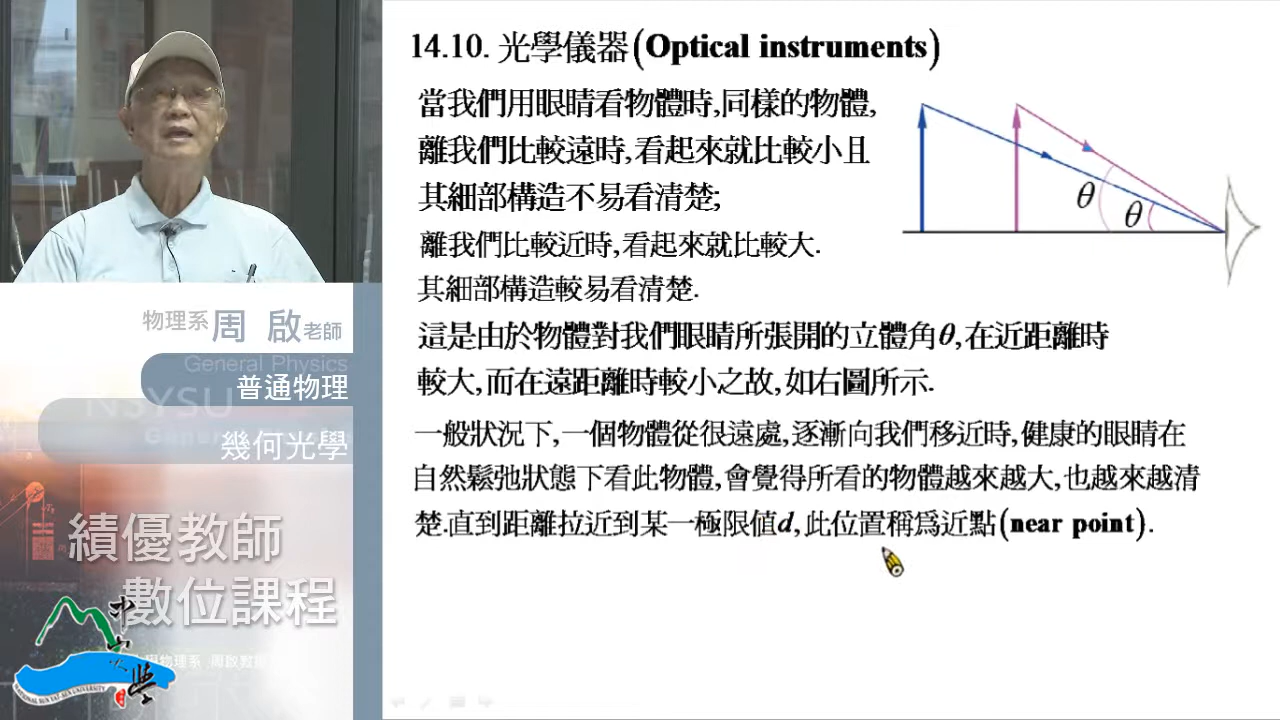 14.10. 光學儀器(Optical instruments)
當我們用眼睛看物體時,同樣的物體,
離我們比較遠時,看起來就比較小且
其細部構造不易看清楚;
離我們比較近時,看起來就比較大.
其細部構造較易看清楚.
這是由於物體對我們眼睛所張開的立體角θ,在近距離時
較大,而在遠距離時較小之故,如右圖所示.
一般狀況下,一個物體從很遠處,逐漸向我們移近時,健康的眼睛在
自然鬆弛狀態下看此物體,會覺得所看的物體越來越大,也越來越清
楚.直到距離拉近到某一極限值d,此位置稱爲近點(near point).
θ
θ
物理系周 啟老師
General Physics
普通物理
NSYSU
幾何光學
績優教師
數位課程
中山大學
NATIONAL SUN YAT-SEN UNIVERSITY